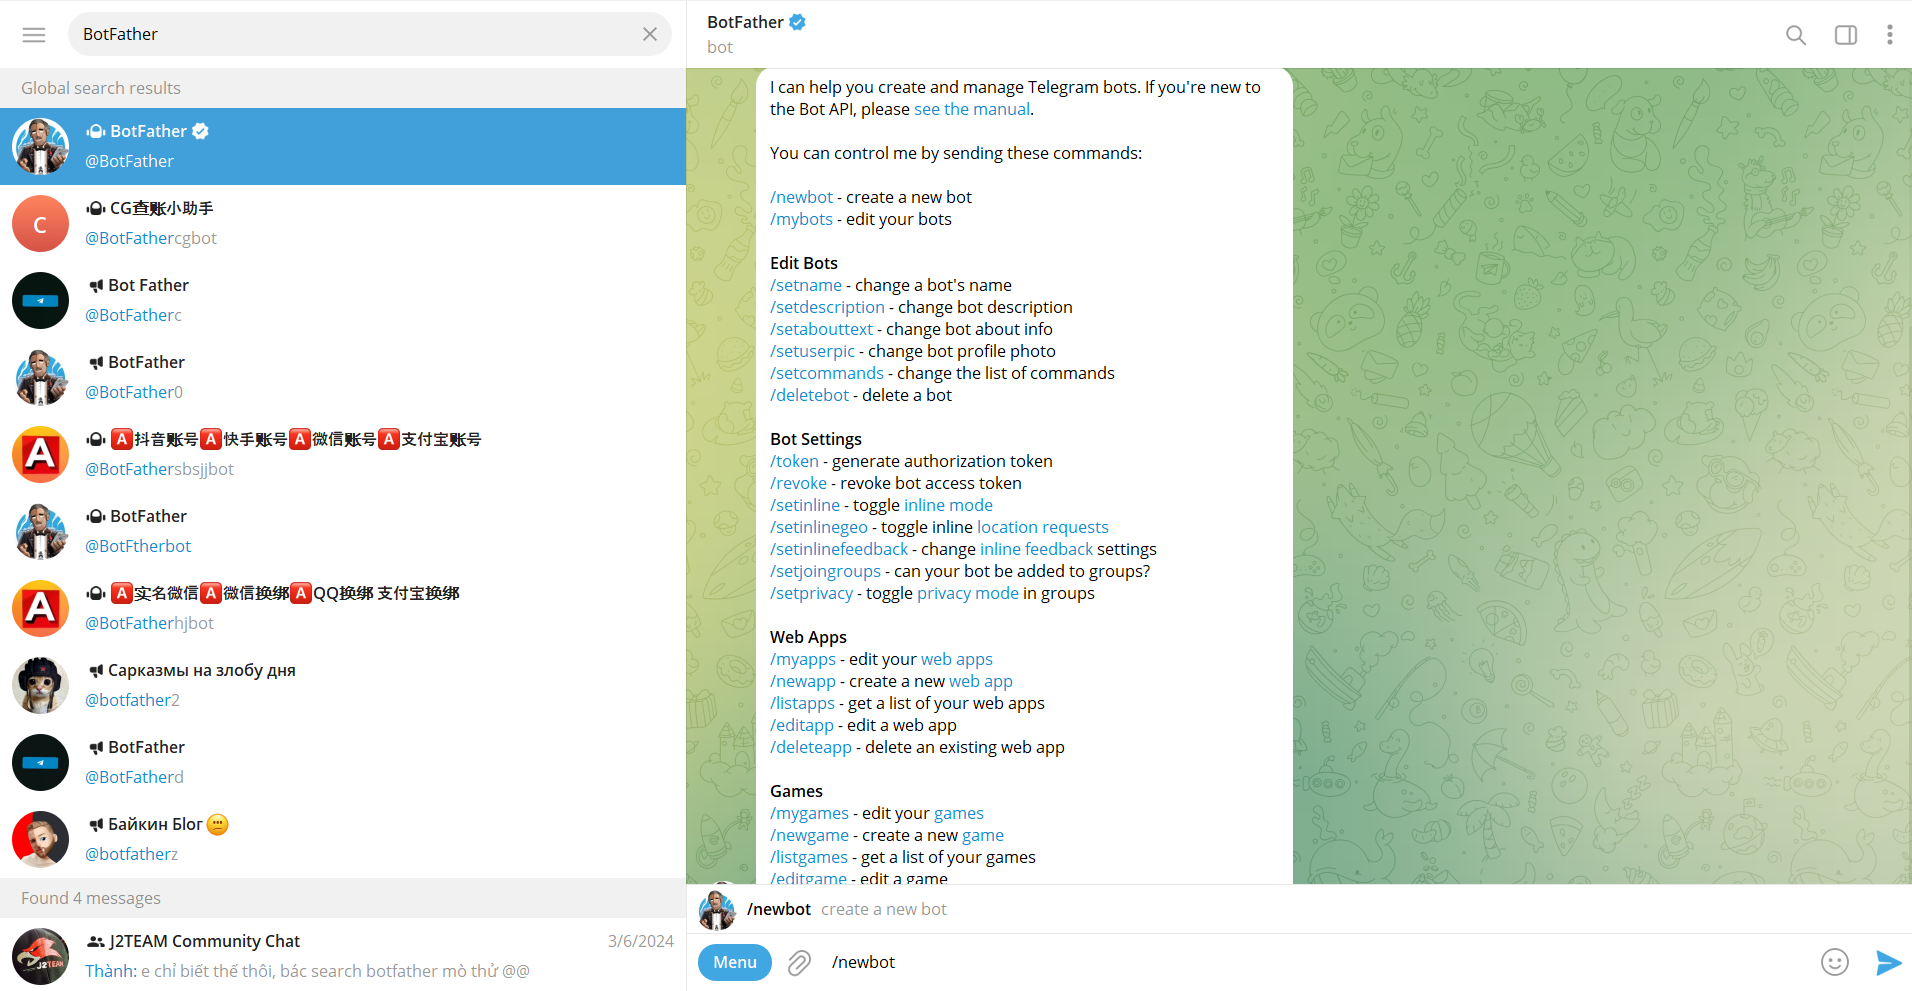 BotFather
Global search results
BotFather
@BotFather
C
CG查账小助手
@BotFathercgbot
Bot Father
@BotFatherc
BotFather
@BotFather0
A
🅰抖音账号🅰快手账号🅰微信账号🅰支付宝账号
@BotFathersbsjjbot
BotFather
@BotFtherbot
A
🅰实名微信🅰微信换绑🅰QQ换绑 支付宝换绑
@BotFatherhjbot
Сарказмы на злобу дня
@botfather2
BotFather
@BotFatherd
Байкин Блог
@botfatherz
Found 4 messages
J2TEAM
J2TEAM Community Chat
3/6/2024
Thành: e chỉ biết thế thôi, bác search botfather mò thử @@
BotFather
bot
I can help you create and manage Telegram bots. If you're new to
the Bot API, please see the manual.
You can control me by sending these commands:
/newbot - create a new bot
/mybots - edit your bots
Edit Bots
/setname - change a bot's name
/setdescription - change bot description
/setabouttext - change bot about info
/setuserpic - change bot profile photo
/setcommands - change the list of commands
/deletebot - delete a bot
Bot Settings
/token - generate authorization token
/revoke - revoke bot access token
/setinline - toggle inline mode
/setinlinegeo - toggle inline location requests
/setinlinefeedback - change inline feedback settings
/setjoingroups - can your bot be added to groups?
/setprivacy - toggle privacy mode in groups
Web Apps
/myapps - edit your web apps
/newapp - create a new web app
/listapps - get a list of your web apps
/editapp - edit a web app
/deleteapp - delete an existing web app
Games
/mygames - edit your games
/newgame - create a new game
/listgames - get a list of your games
/editgame - edit a game
/newbot create a new bot
Menu
/newbot